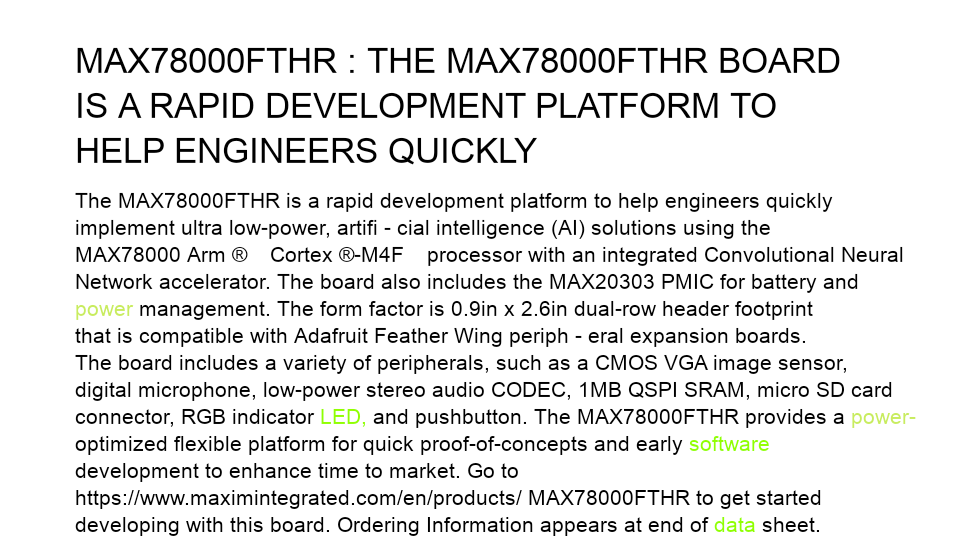 MAX78000FTHR : THE MAX78000FTHR BOARD
IS A RAPID DEVELOPMENT PLATFORM TO
HELP ENGINEERS QUICKLY
The MAX78000FTHR is a rapid development platform to help engineers quickly
implement ultra low-power, artifi - cial intelligence (AI) solutions using the
MAX78000 Arm ® Cortex ®-M4F processor with an integrated Convolutional Neural
Network accelerator. The board also includes the MAX20303 PMIC for battery and
power management. The form factor is 0.9in x 2.6in dual-row header footprint
that is compatible with Adafruit Feather Wing periph - eral expansion boards.
The board includes a variety of peripherals, such as a CMOS VGA image sensor,
digital microphone, low-power stereo audio CODEC, 1MB QSPI SRAM, micro SD card
connector, RGB indicator LED, and pushbutton. The MAX78000FTHR provides a power-
optimized flexible platform for quick proof-of-concepts and early software
development to enhance time to market. Go to
https://www.maximintegrated.com/en/products/ MAX78000FTHR to get started
developing with this board. Ordering Information appears at end of data sheet.